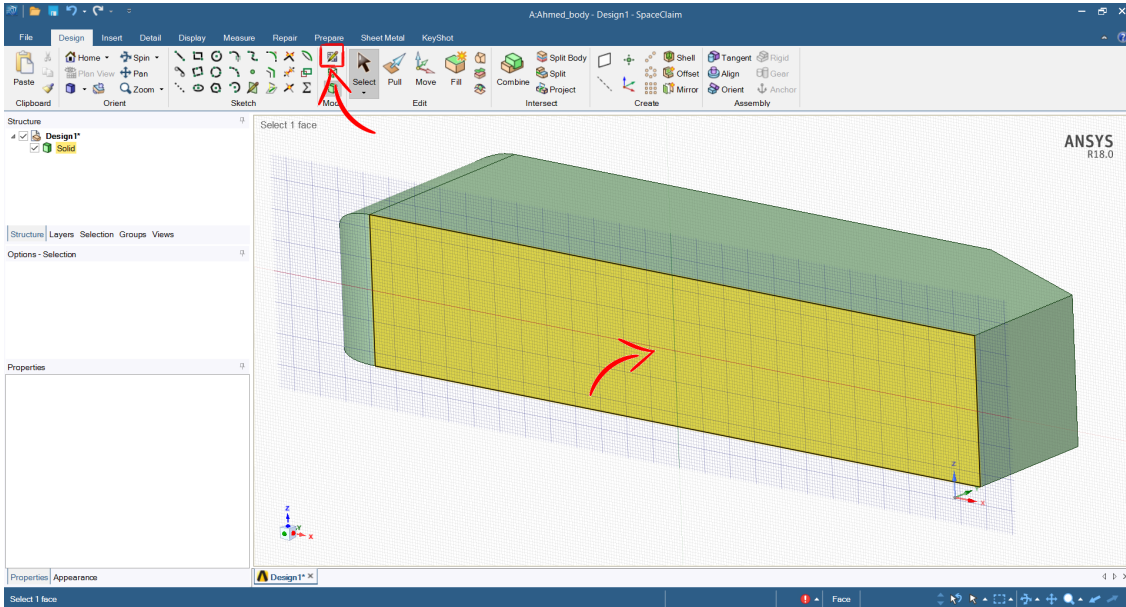 A:Ahmed_body - Design1 - SpaceClaim
File Design Insert Detail Display Measure Repair Prepare Sheet Metal KeyShot
Home Spin Split Body Shell Tangent Rigid
Paste Plan View Pan Select Pull Move Fill Combine Split Offset Align Gear
Zoom Project Mirror Orient Anchor
Clipboard Orient Sketch Mode Edit Intersect Create Assembly
Structure
Design1*
Solid
Select 1 face
ANSYS
R18.0
Structure Layers Selection Groups Views
Options - Selection
Properties
Z
Y
X
Z
X
Properties Appearance
Design1*
Select 1 face
Face